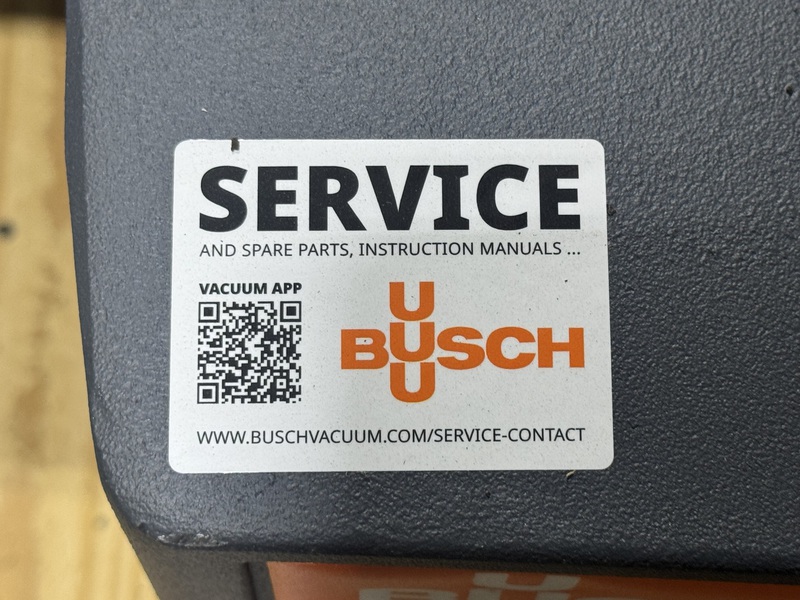 SERVICE
AND SPARE PARTS, INSTRUCTION MANUALS ...
VACUUM APP
U
BUSCH
U
WWW.BUSCHVACUUM.COM/SERVICE-CONTACT